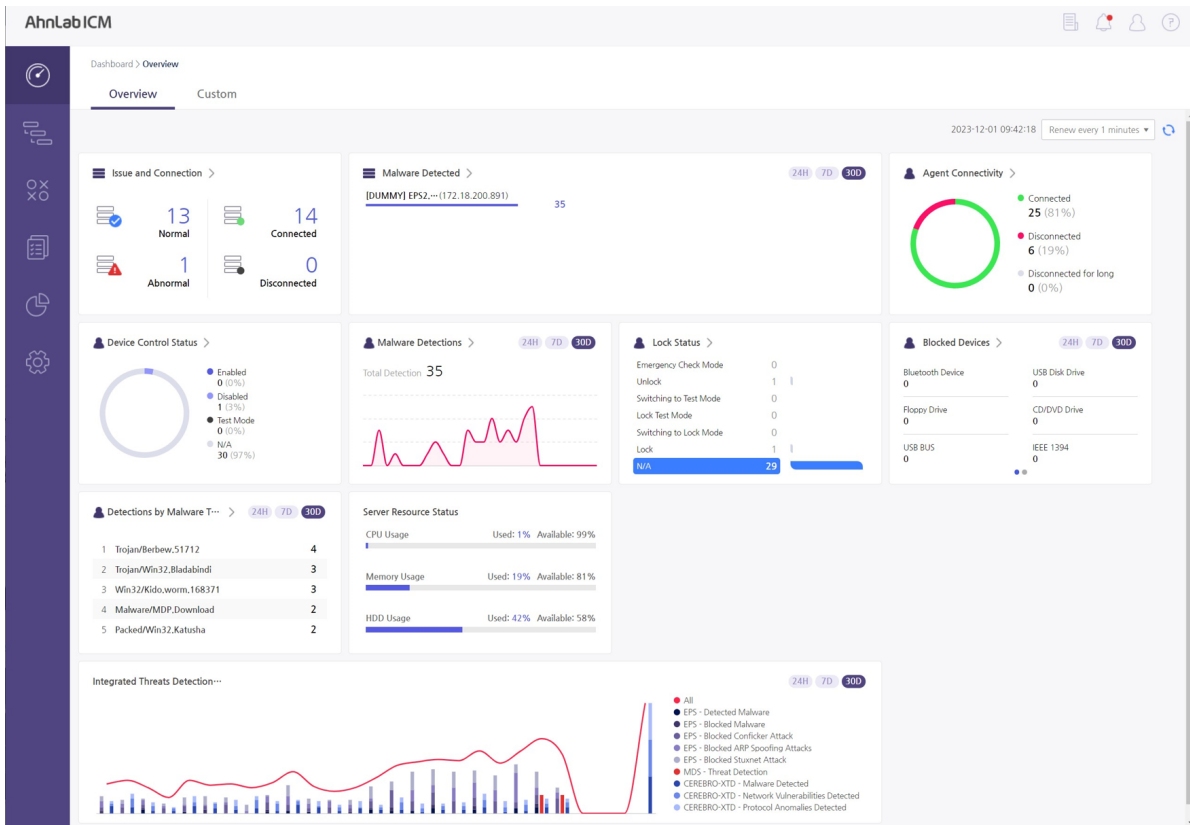 AhnLab ICM
Dashboard > Overview
Overview Custom
2023-12-01 09:42:18 Renew every 1 minutes
Issue and Connection >
13
Normal
14
Connected
1
Abnormal
0
Disconnected
Malware Detected > 24H 7D 30D
[DUMMY] EPS2,⋯(172.18.200.891) 35
Agent Connectivity >
Connected
25 (81%)
Disconnected
6 (19%)
Disconnected for long
0 (0%)
Device Control Status >
Enabled
0 (0%)
Disabled
1 (3%)
Test Mode
0 (0%)
N/A
30 (97%)
Malware Detections > 24H 7D 30D
Total Detection 35
Lock Status >
Emergency Check Mode 0
Unlock 1
Switching to Test Mode 0
Lock Test Mode 0
Switching to Lock Mode 0
Lock 1
N/A 29
Blocked Devices > 24H 7D 30D
Bluetooth Device
0
USB Disk Drive
0
Floppy Drive
0
CD/DVD Drive
0
USB BUS
0
IEEE 1394
0
Detections by Malware T⋯ > 24H 7D 30D
1 Trojan/Berbew,51712 4
2 Trojan/Win32,Bladabindi 3
3 Win32/Kido,worm,168371 3
4 Malware/MDP,Download 2
5 Packed/Win32,Katusha 2
Server Resource Status
CPU Usage Used: 1% Available: 99%
Memory Usage Used: 19% Available: 81%
HDD Usage Used: 42% Available: 58%
Integrated Threats Detection⋯ 24H 7D 30D
All
EPS - Detected Malware
EPS - Blocked Malware
EPS - Blocked Conficker Attack
EPS - Blocked ARP Spoofing Attacks
EPS - Blocked Stuxnet Attack
MDS - Threat Detection
CEREBRO-XTD - Malware Detected
CEREBRO-XTD - Network Vulnerabilities Detected
CEREBRO-XTD - Protocol Anomalies Detected